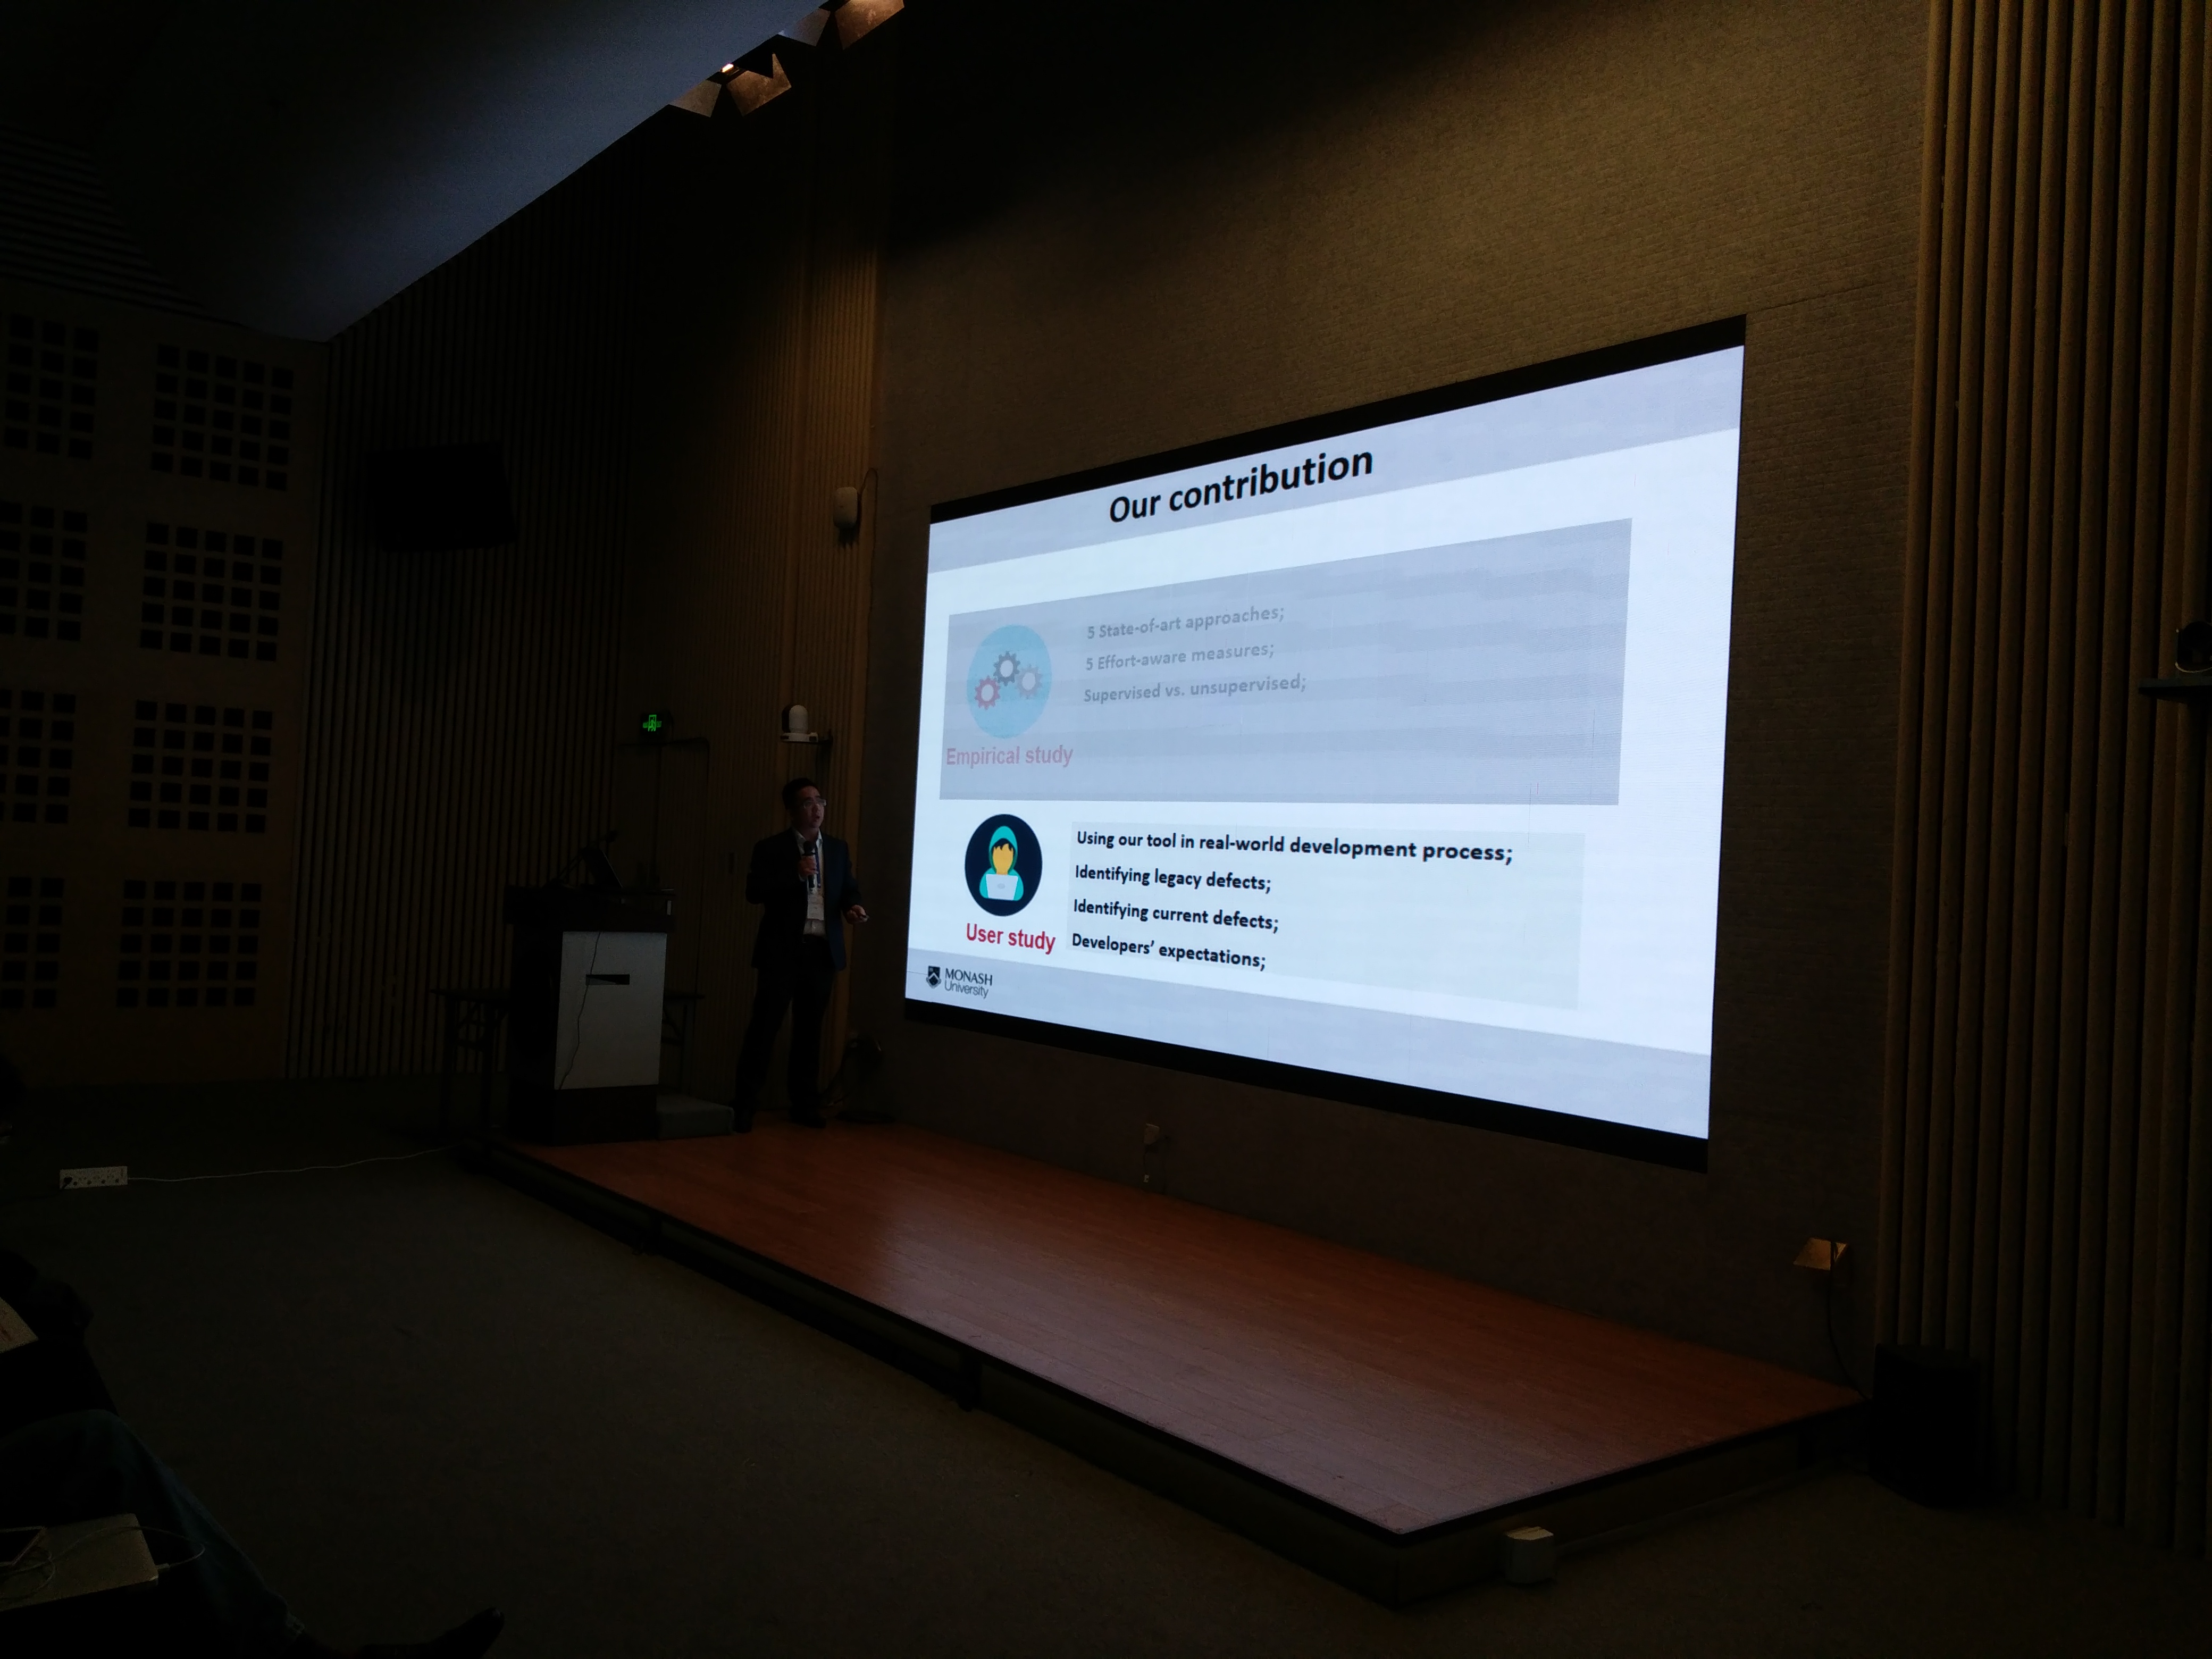 Our contribution
5 State-of-art approaches;
5 Effort-aware measures;
Supervised vs. unsupervised;
Empirical study
Using our tool in real-world development process;
Identifying legacy defects;
Identifying current defects;
Developers' expectations;
User study
MONASH
University